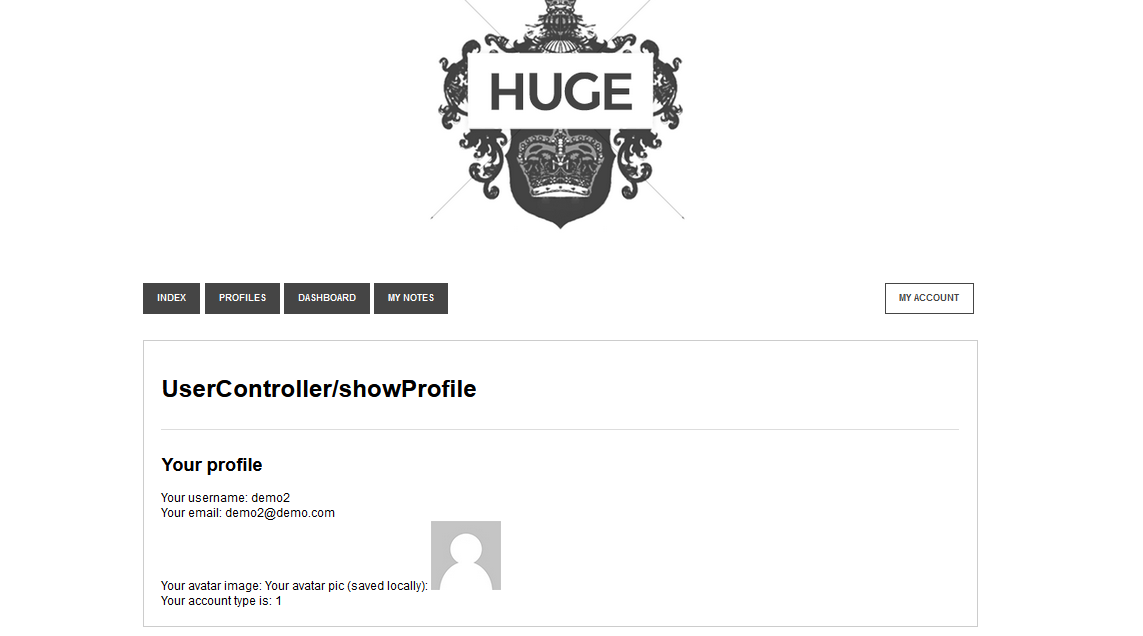 HUGE
INDEX PROFILES DASHBOARD MY NOTES MY ACCOUNT
UserController/showProfile
Your profile
Your username: demo2
Your email: demo2@demo.com
Your avatar image: Your avatar pic (saved locally):
Your account type is: 1